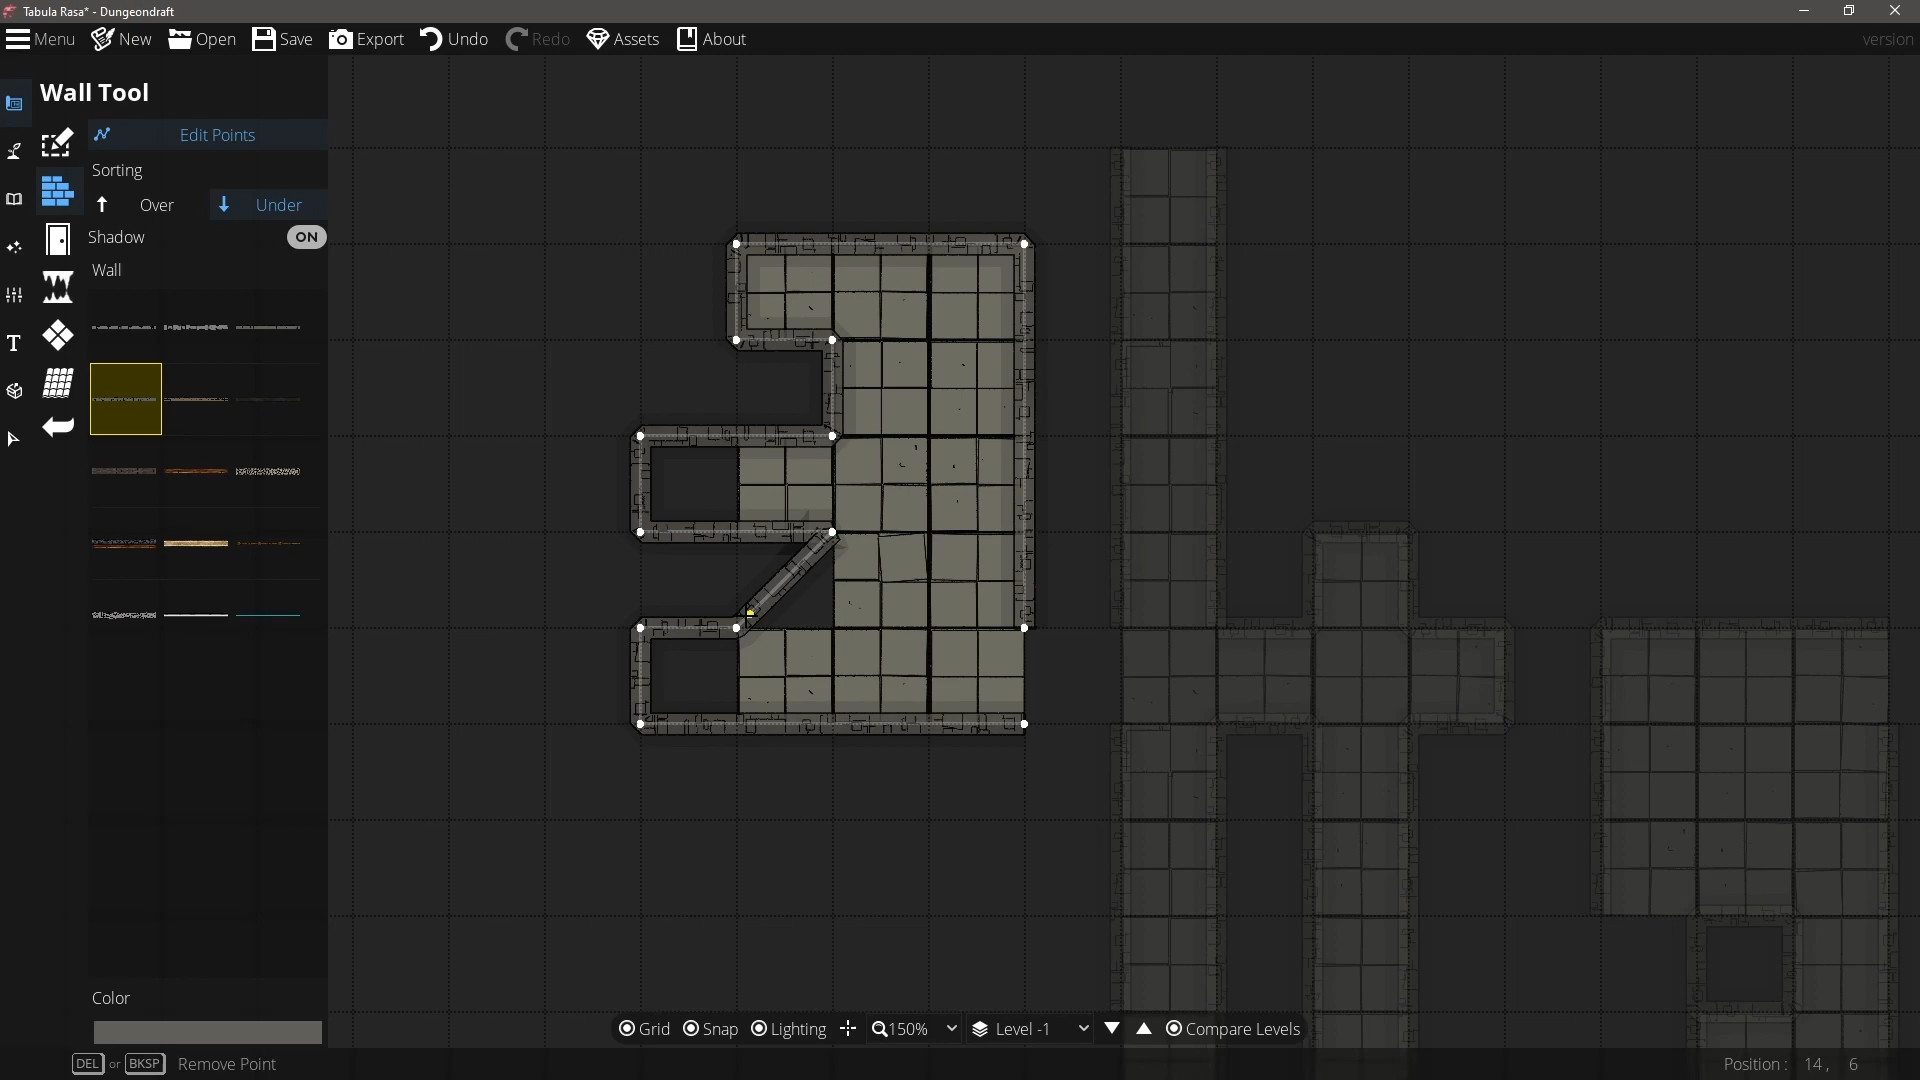 Tabula Rasa* - Dungeondraft
Menu New Open Save Export Undo Redo Assets About version
Wall Tool
Edit Points
Sorting
Over Under
Shadow ON
Wall
T
Color
Grid Snap Lighting 150% Level -1 Compare Levels
DEL or BKSP Remove Point Position : 14 , 6